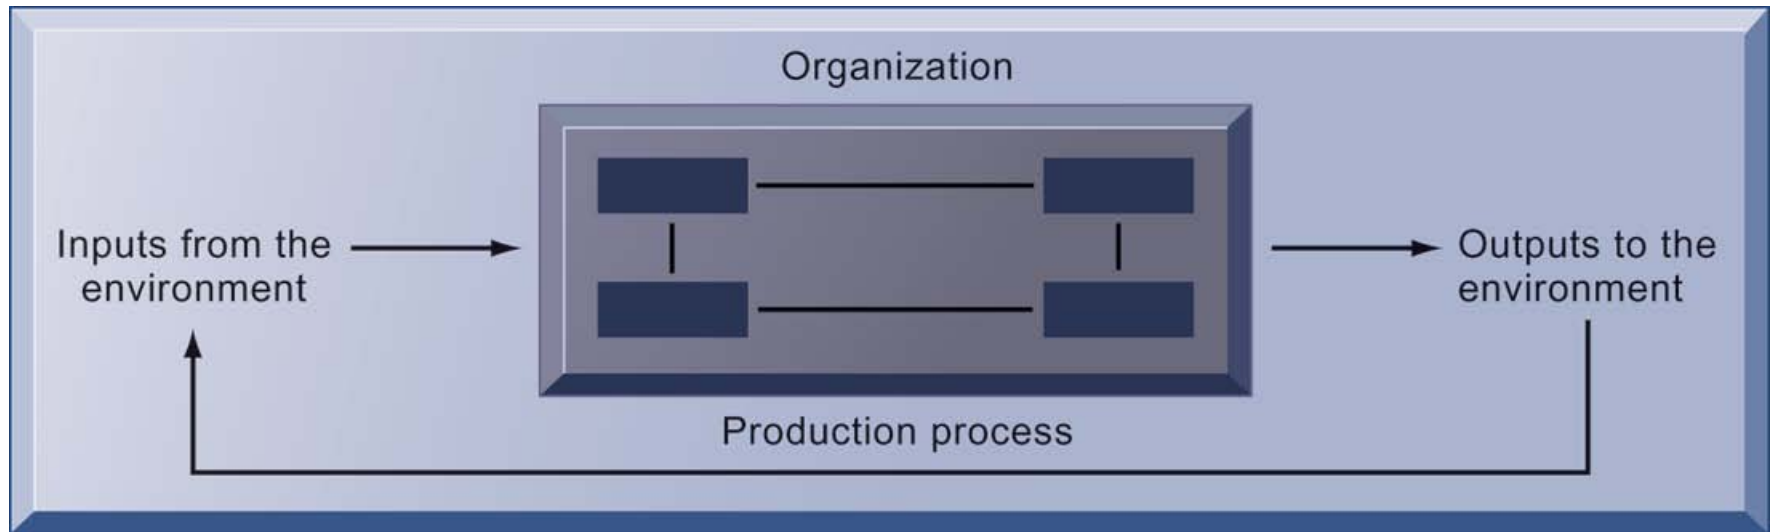 Organization
Inputs from the
environment
Outputs to the
environment
Production process